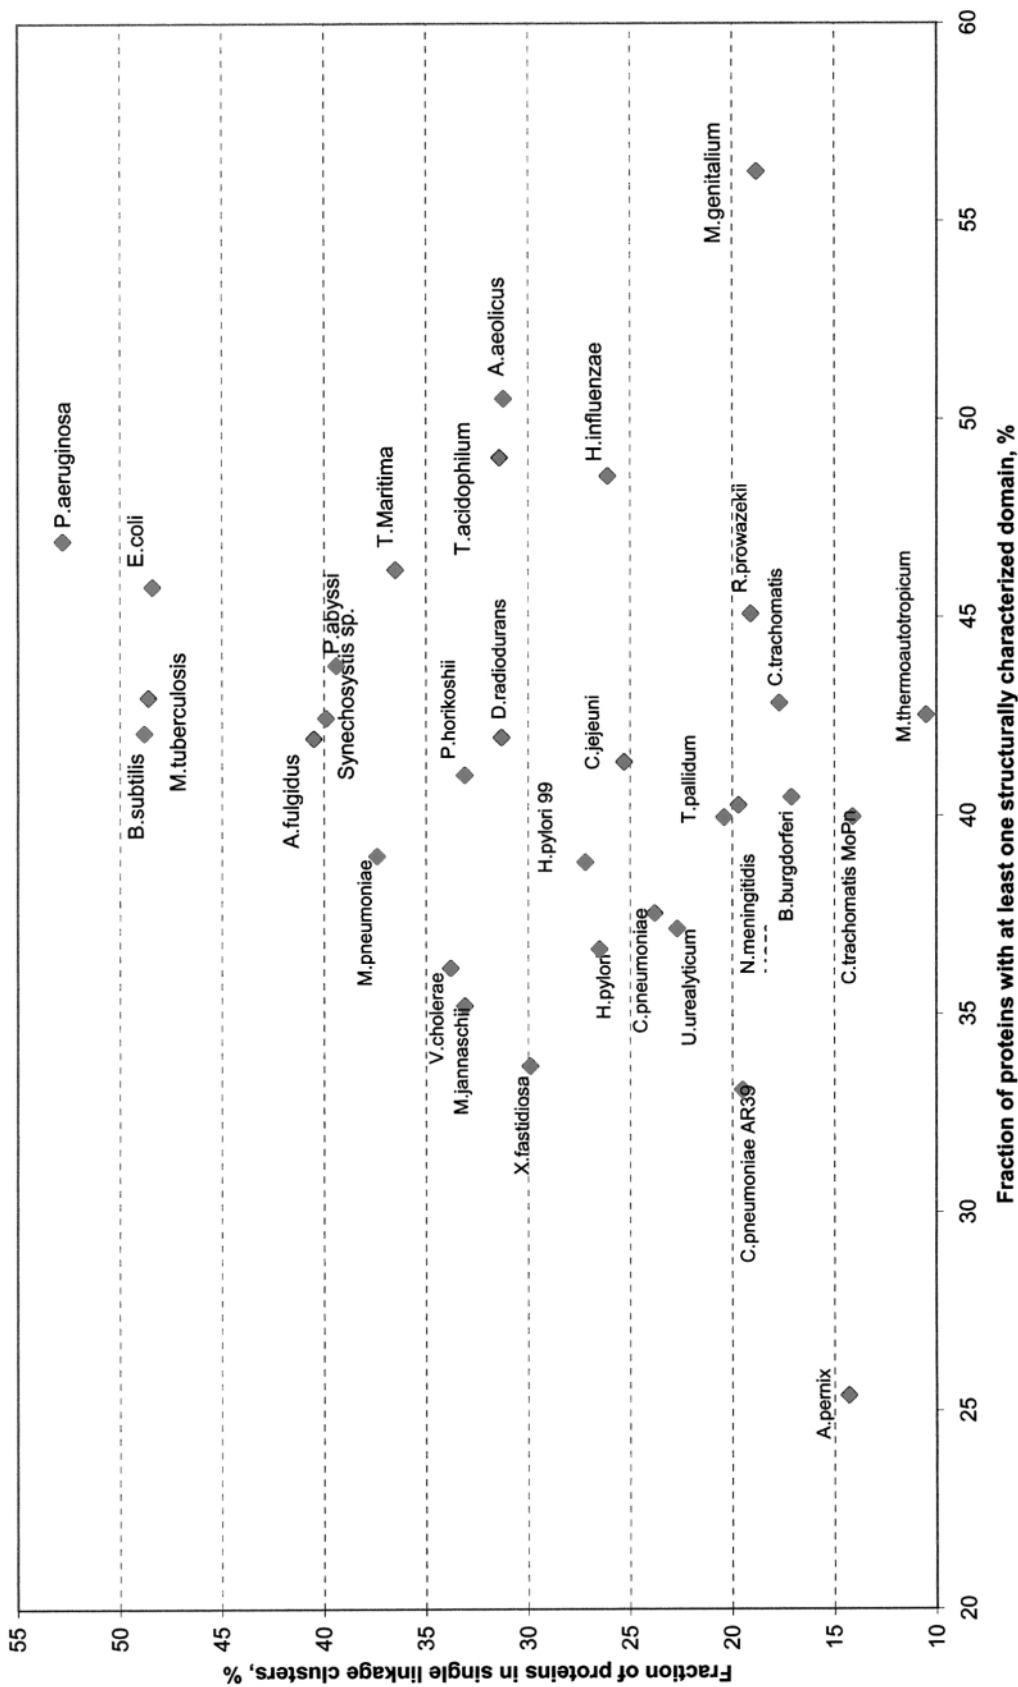 Fraction of proteins in single linkage clusters, %
55
50
45
40
35
30
25
20
15
10
P.aeruginosa
E.coli
B.subtilis
M.tuberculosis
A.fulgidus
Synechosystis sp.
P.abyssi
T.Maritima
M.pneumoniae
P.horikoshii
V.cholerae
M.jannaschii
T.acidophilum
A.aeolicus
D.radiodurans
X.fastidiosa
H.pylori 99
H.pylori
H.influenzae
C.jejeuni
C.pneumoniae
U.urealyticum
T.pallidum
N.meningitidis
M.genitalium
R.prowazekii
C.trachomatis
C.pneumoniae AR39
B.burgdorferi
C.trachomatis MoPn
A.pernix
M.thermoautotropicum
20
25
30
35
40
45
50
55
60
Fraction of proteins with at least one structurally characterized domain, %